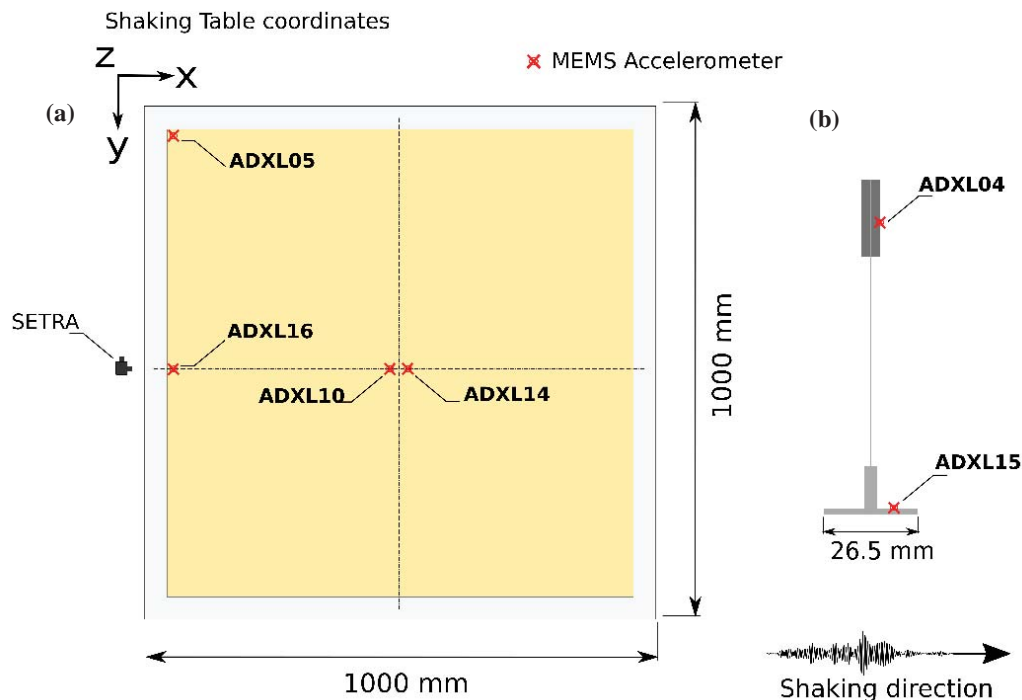 Shaking Table coordinates
z
x
y
MEMS Accelerometer
(a)
ADXL05
SETRA
ADXL16
ADXL10
ADXL14
1000 mm
1000 mm
(b)
ADXL04
ADXL15
26.5 mm
Shaking direction